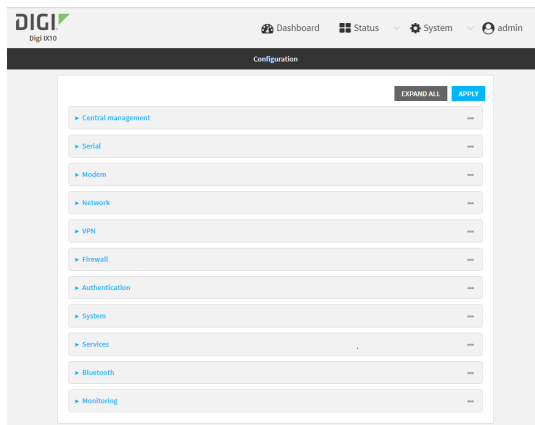 DIGI
Digi IX10
Dashboard
Status
System
admin
Configuration
EXPAND ALL
APPLY
Central management
Serial
Modem
Network
VPN
Firewall
Authentication
System
Services
Bluetooth
Monitoring